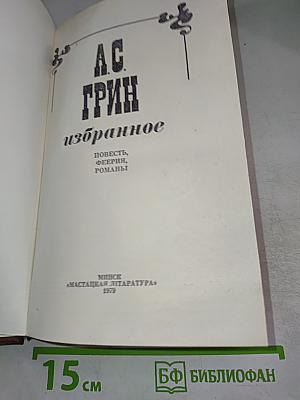 А.С.
ГРИН
избранное
ПОВЕСТЬ,
ФЕЕРИЯ,
РОМАНЫ
МИНСК
«МАСТАЦКАЯ ЛІТАРАТУРА»
1979
15 см
БФ БИБЛИОФАН